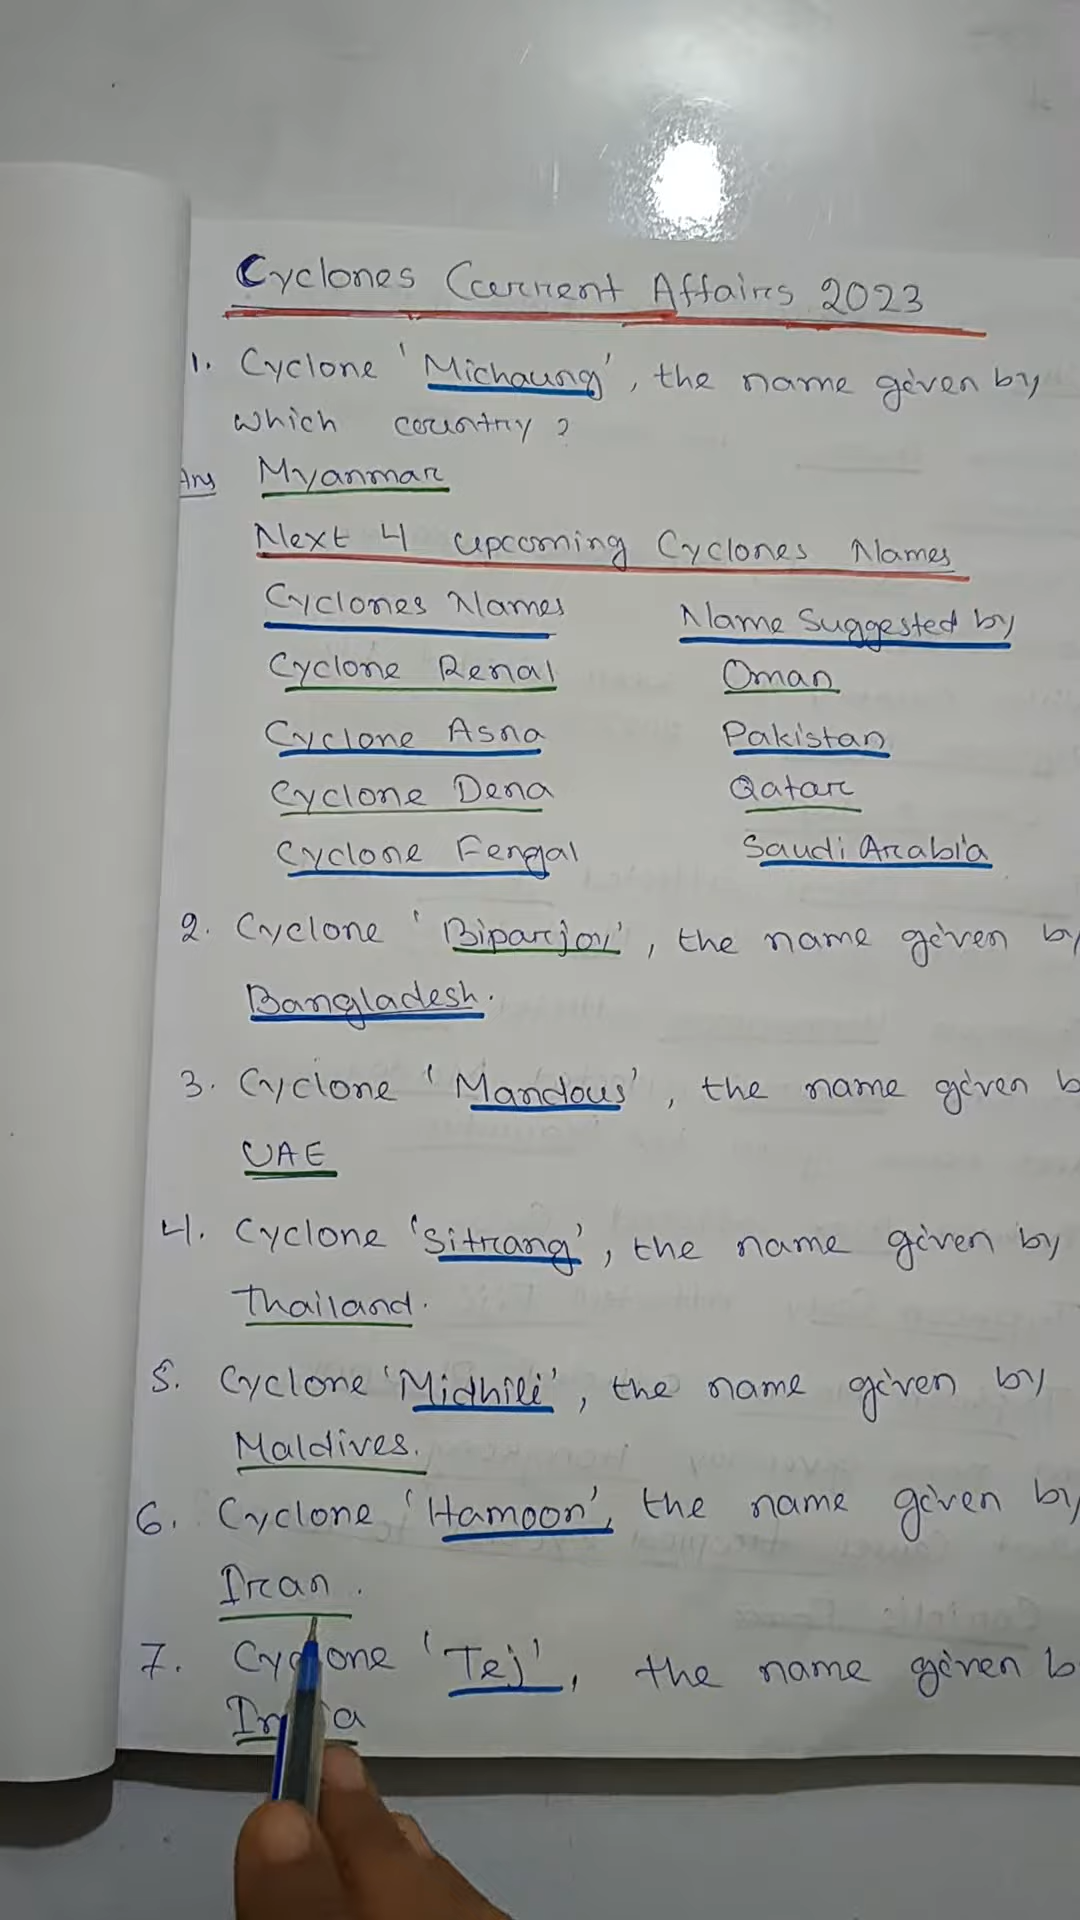 Cyclones Current Affairs 2023
1. Cyclone 'Michaung', the name given by
which country?
Ans Myanmar
Next 4 upcoming Cyclones Names
Cyclones Names Name Suggested by
Cyclone Renal Oman
Cyclone Asna Pakistan
Cyclone Dena Qatar
Cyclone Fengal Saudi Arabia
2. Cyclone 'Biparjoy', the name given by
Bangladesh.
3. Cyclone 'Mandous', the name given b
UAE
4. Cyclone 'Sitrang', the name given by
Thailand.
5. Cyclone 'Midhili', the name given by
Maldives.
6. Cyclone 'Hamoon', the name given by
Iran.
7. Cyclone 'Tej', the name given b
India